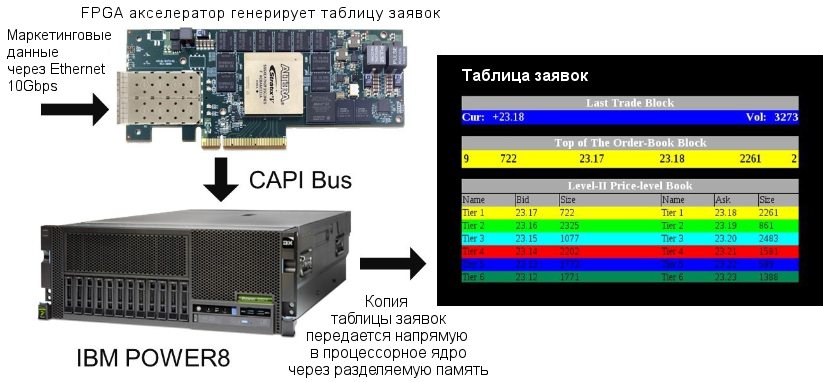 FPGA акселератор генерирует таблицу заявок
Маркетинговые
данные
через Ethernet
10Gbps
ALTERA
Stratix V
CAPI Bus
IBM POWER8
Копия
таблицы заявок
передается напрямую
в процессорное ядро
через разделяемую память
Таблица заявок
Last Trade Block
Cur: +23.18 Vol: 3273
Top of The Order-Book Block
9 722 23.17 23.18 2261 2
Level-II Price-level Book
Name Bid Size Name Ask Size
Tier 1 23.17 722 Tier 1 23.18 2261
Tier 2 23.16 2325 Tier 2 23.19 861
Tier 3 23.15 1077 Tier 3 23.20 2483
Tier 4 23.14 2202 Tier 4 23.21 1581
Tier 6 23.12 1771 Tier 6 23.23 1388